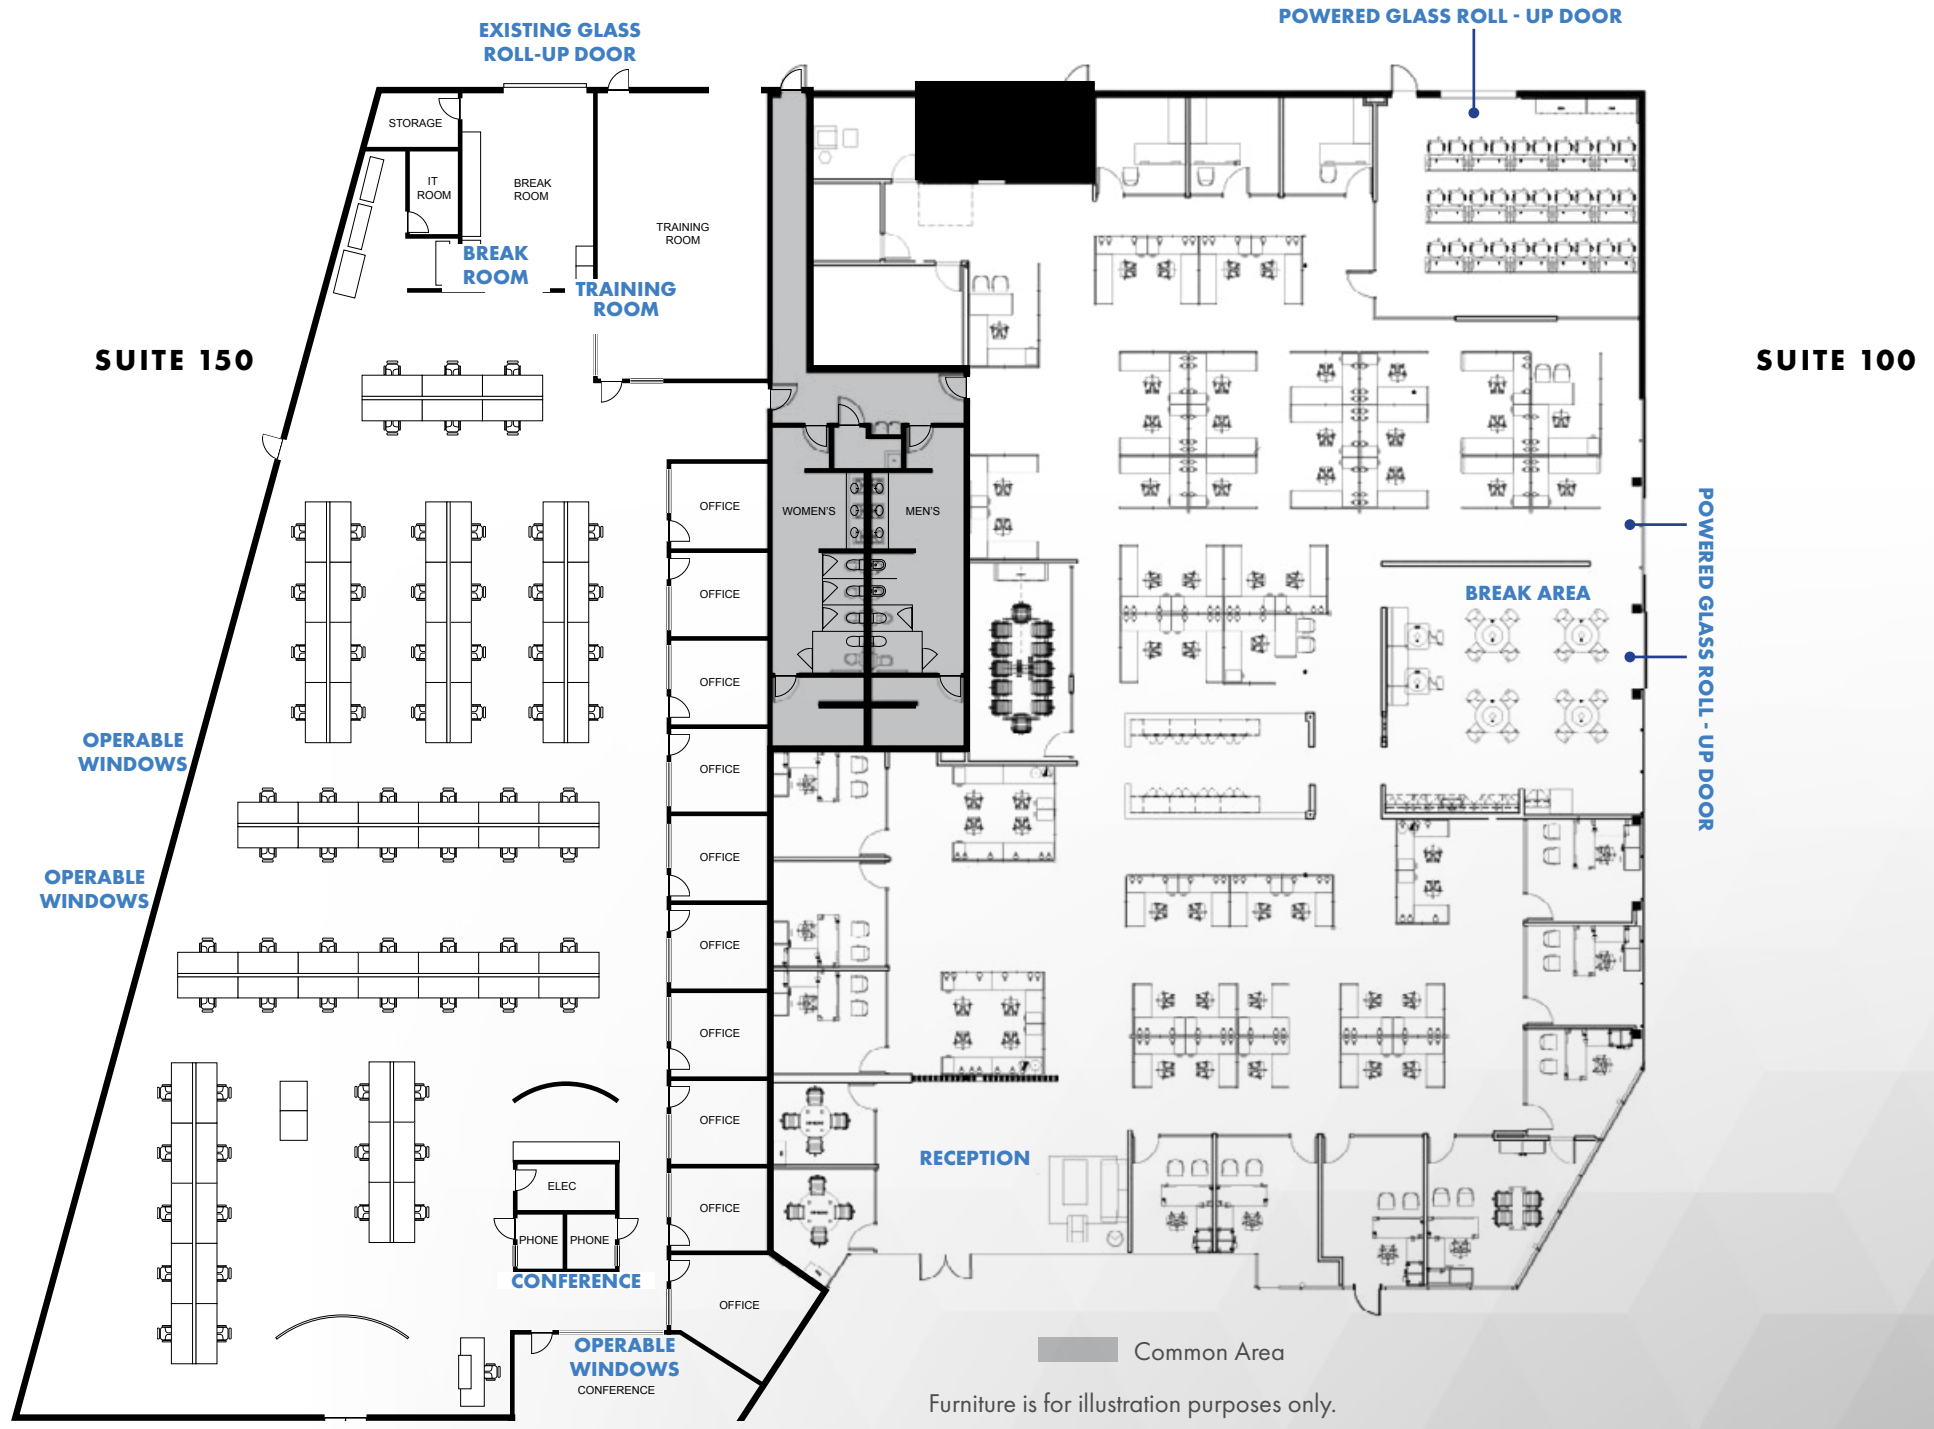 POWERED GLASS ROLL - UP DOOR
EXISTING GLASS
ROLL-UP DOOR
STORAGE
IT
ROOM
BREAK
ROOM
TRAINING
ROOM
BREAK
ROOM
TRAINING
ROOM
SUITE 150
SUITE 100
OFFICE
WOMEN'S
MEN'S
POWERED GLASS ROLL - UP DOOR
OFFICE
BREAK AREA
OFFICE
OPERABLE
WINDOWS
OFFICE
OFFICE
OPERABLE
WINDOWS
OFFICE
OFFICE
OFFICE
RECEPTION
ELEC
OFFICE
PHONE
PHONE
CONFERENCE
OFFICE
OPERABLE
WINDOWS
CONFERENCE
Common Area
Furniture is for illustration purposes only.